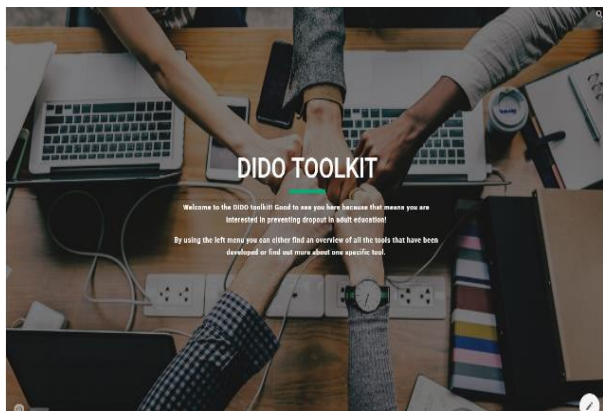 DIDO TOOLKIT
Welcome to the DIDO toolkit! Good to see you here because that means you are
interested in preventing dropout in adult education!
By using the left menu you can either find an overview of all the tools that have been
developed or find out more about one specific tool.